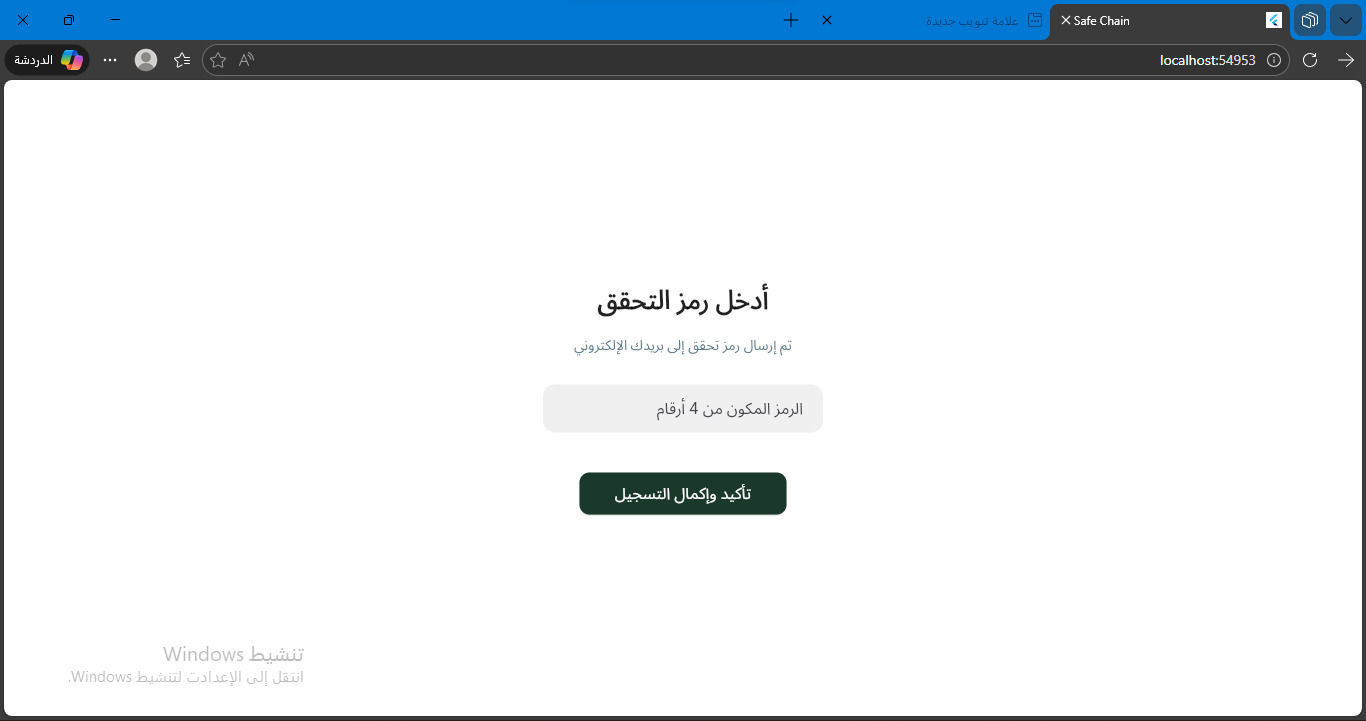 Safe Chain
علامة تبويب جديدة
localhost:54953
الدردشة
أدخل رمز التحقق
تم إرسال رمز تحقق إلى بريدك الإلكتروني
الرمز المكون من 4 أرقام
تأكيد وإكمال التسجيل
تنشيط Windows
انتقل إلى الإعدادت لتنشيط Windows.